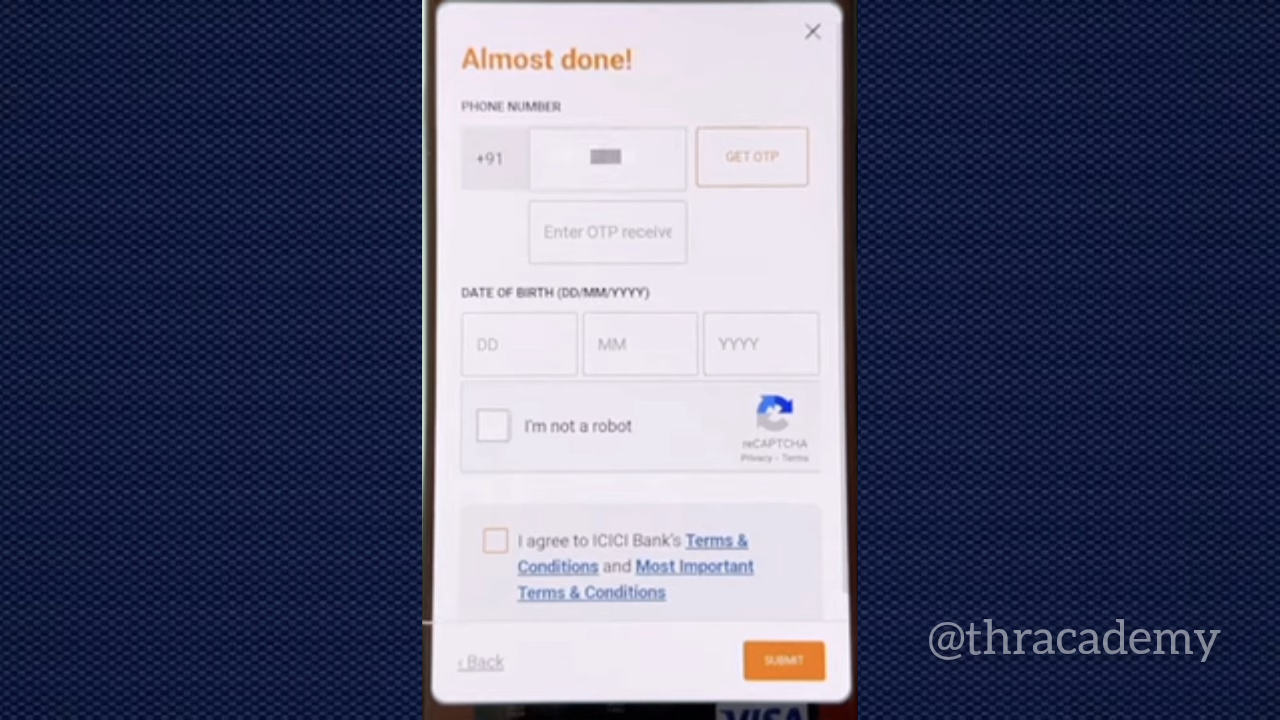 Almost done!
PHONE NUMBER
+91
GET OTP
Enter OTP receive
DATE OF BIRTH (DD/MM/YYYY)
DD
MM
YYYY
I'm not a robot
reCAPTCHA
Privacy - Terms
I agree to ICICI Bank's Terms &
Conditions and Most Important
Terms & Conditions
@thracademy
‹ Back
SUBMIT
VISA